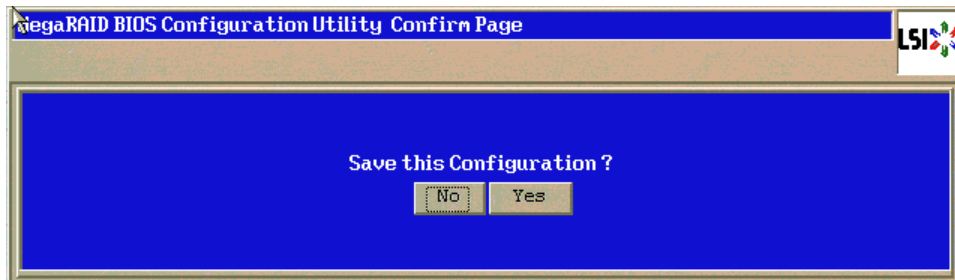 MegaRAID BIOS Configuration Utility Confirm Page
LSI
Save this Configuration ?
No
Yes